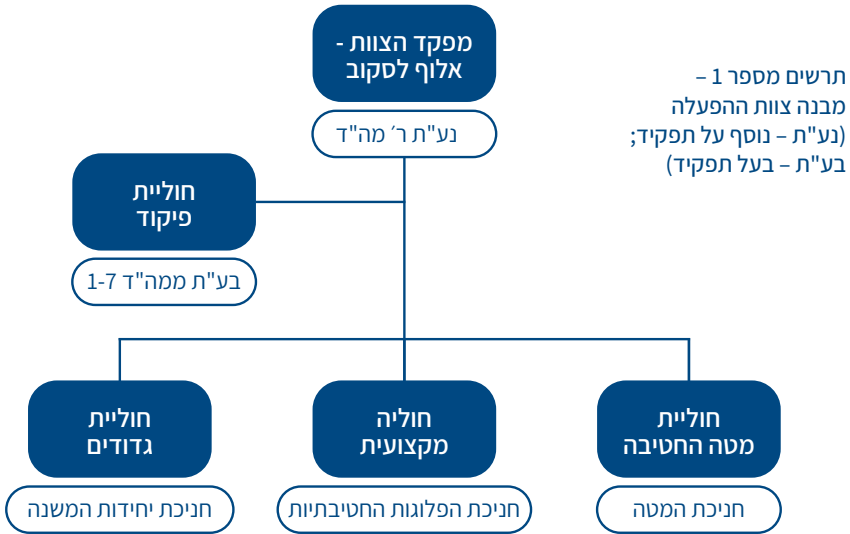 תרשים מספר 1 –
מבנה צוות ההפעלה
(נע"ת – נוסף על תפקיד;
בע"ת – בעל תפקיד)
מפקד הצוות -
אלוף לסקוב
נע"ת ר׳ מה"ד
חוליית
פיקוד
בע"ת ממה"ד 1-7
חוליית
מטה החטיבה
חניכת המטה
חוליה
מקצועית
חניכת הפלוגות החטיבתיות
חוליית
גדודים
חניכת יחידות המשנה